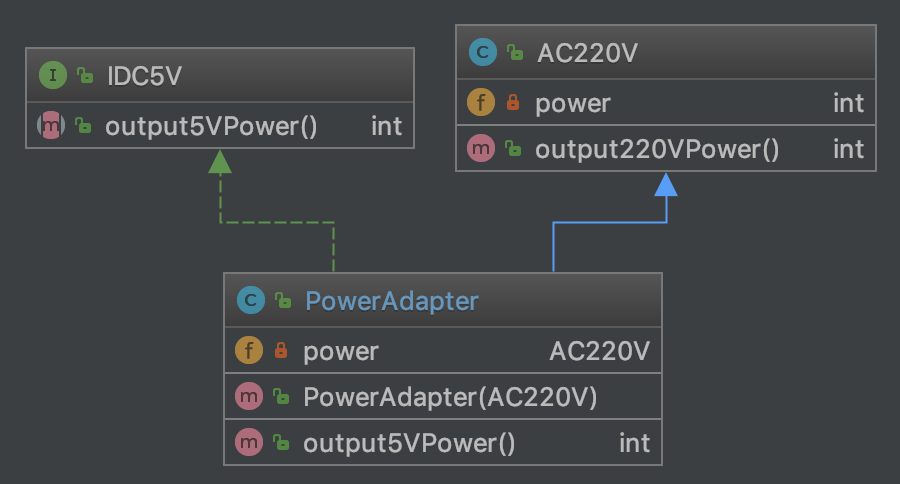 I IDC5V
m output5VPower() int
C AC220V
f power int
m output220VPower() int
C PowerAdapter
f power AC220V
m PowerAdapter(AC220V)
m output5VPower() int